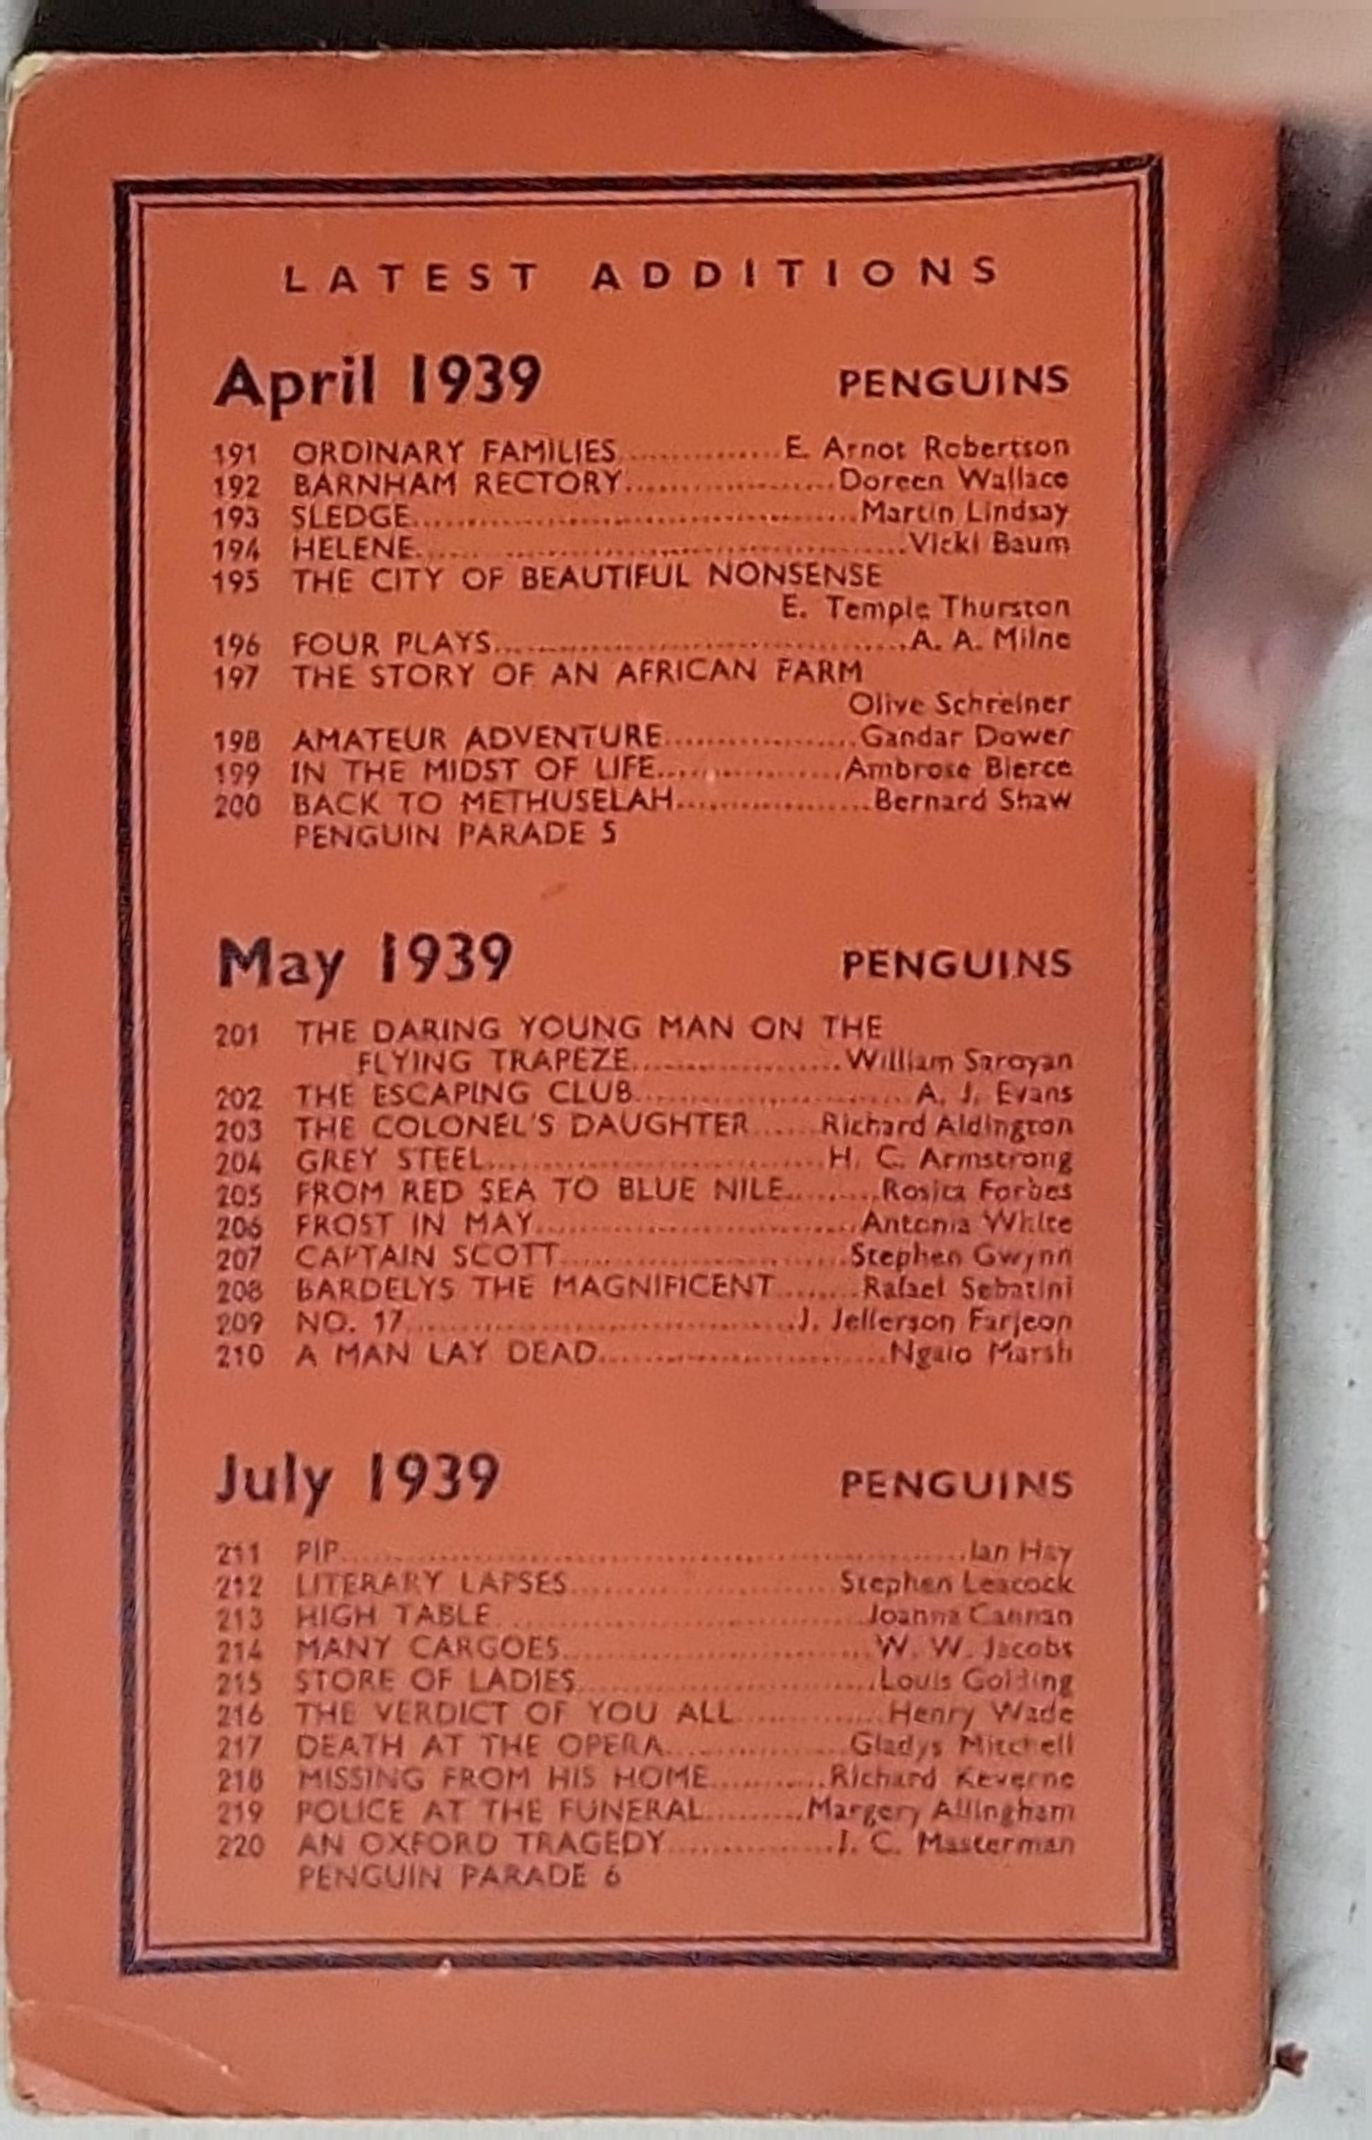 LATEST ADDITIONS
April 1939 PENGUINS
191 ORDINARY FAMILIES..............E. Arnot Robertson
192 BARNHAM RECTORY...................Doreen Wallace
193 SLEDGE..........................................Martin Lindsay
194 HELENE..............................................Vicki Baum
195 THE CITY OF BEAUTIFUL NONSENSE
E. Temple Thurston
196 FOUR PLAYS.......................................A. A. Milne
197 THE STORY OF AN AFRICAN FARM
Olive Schreiner
198 AMATEUR ADVENTURE..................Gandar Dower
199 IN THE MIDST OF LIFE.................Ambrose Bierce
200 BACK TO METHUSELAH..................Bernard Shaw
PENGUIN PARADE 5
May 1939 PENGUINS
201 THE DARING YOUNG MAN ON THE
FLYING TRAPEZE....................William Saroyan
202 THE ESCAPING CLUB..........................A. J. Evans
203 THE COLONEL'S DAUGHTER......Richard Aldington
204 GREY STEEL................................H. C. Armstrong
205 FROM RED SEA TO BLUE NILE.........Rosita Forbes
206 FROST IN MAY..............................Antonia White
207 CAPTAIN SCOTT...........................Stephen Gwynn
208 BARDELYS THE MAGNIFICENT........Rafael Sabatini
209 NO. 17.....................................J. Jefferson Farjeon
210 A MAN LAY DEAD...........................Ngaio Marsh
July 1939 PENGUINS
211 PIP...........................................................Ian Hay
212 LITERARY LAPSES........................Stephen Leacock
213 HIGH TABLE...................................Joanna Cannan
214 MANY CARGOES.............................W. W. Jacobs
215 STORE OF LADIES............................Louis Golding
216 THE VERDICT OF YOU ALL..............Henry Wade
217 DEATH AT THE OPERA.................Gladys Mitchell
218 MISSING FROM HIS HOME...........Richard Keverne
219 POLICE AT THE FUNERAL.........Margery Allingham
220 AN OXFORD TRAGEDY...............J. C. Masterman
PENGUIN PARADE 6